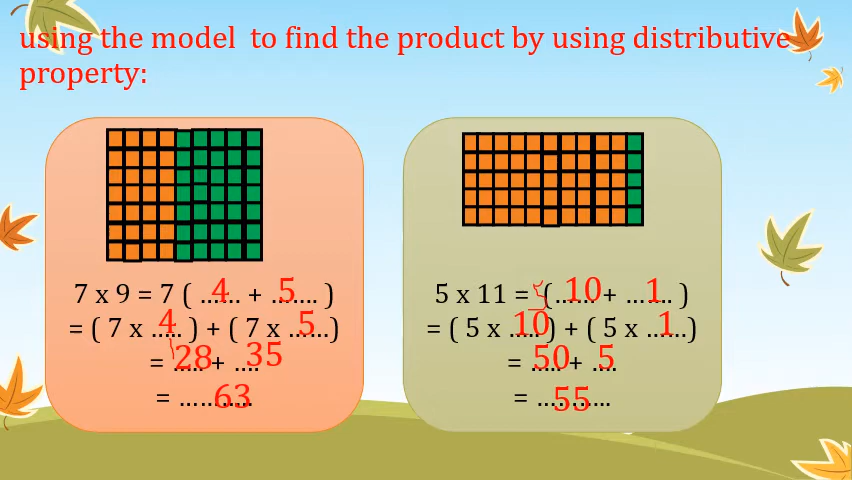 using the model to find the product by using distributive
property:
7 x 9 = 7 ( ...4... + ...5.... )
= ( 7 x ..4... ) + ( 7 x ...5...)
= ..28... + ..35..
= ......63......
5 x 11 = 5 (...10... + ...1.... )
= ( 5 x ..10... ) + ( 5 x ...1...)
= ..50... + ..5..
= .....55......